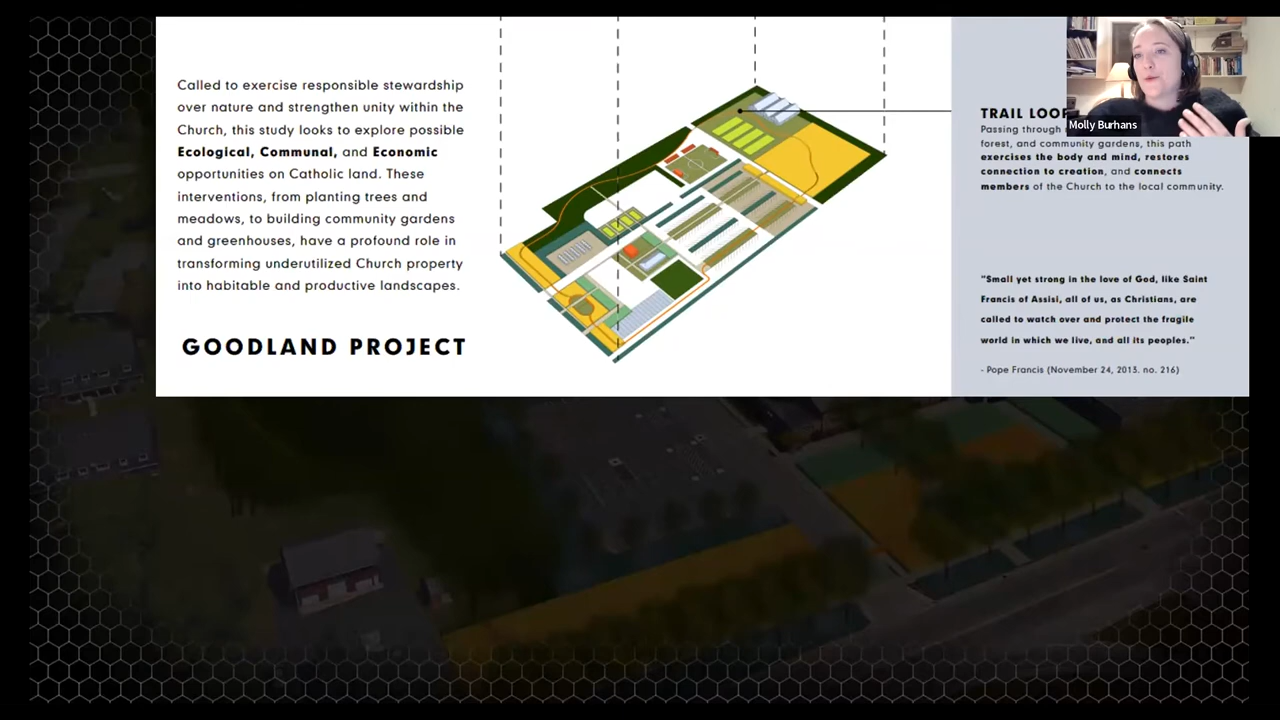 Called to exercise responsible stewardship
over nature and strengthen unity within the
Church, this study looks to explore possible
Ecological, Communal, and Economic
opportunities on Catholic land. These
interventions, from planting trees and
meadows, to building community gardens
and greenhouses, have a profound role in
transforming underutilized Church property
into habitable and productive landscapes.
GOODLAND PROJECT
Molly Burhans
TRAIL LOOP
Passing through
forest, and community gardens, this path
exercises the body and mind, restores
connection to creation, and connects
members of the Church to the local community.
"Small yet strong in the love of God, like Saint
Francis of Assisi, all of us, as Christians, are
called to watch over and protect the fragile
world in which we live, and all its peoples."
- Pope Francis (November 24, 2013. no. 216)